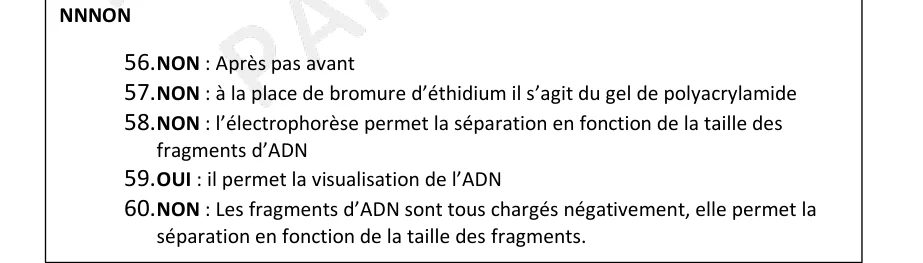 NNNON
56.NON : Après pas avant
57.NON : à la place de bromure d’éthidium il s’agit du gel de polyacrylamide
58.NON : l’électrophorèse permet la séparation en fonction de la taille des
fragments d’ADN
59.OUI : il permet la visualisation de l’ADN
60.NON : Les fragments d’ADN sont tous chargés négativement, elle permet la
séparation en fonction de la taille des fragments.